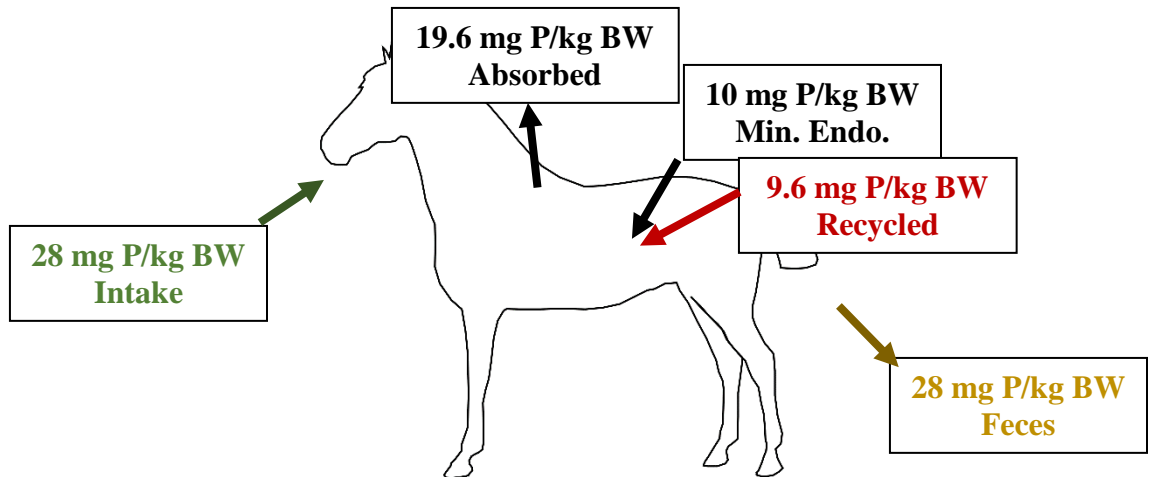 19.6 mg P/kg BW
Absorbed
10 mg P/kg BW
Min. Endo.
9.6 mg P/kg BW
Recycled
28 mg P/kg BW
Intake
28 mg P/kg BW
Feces